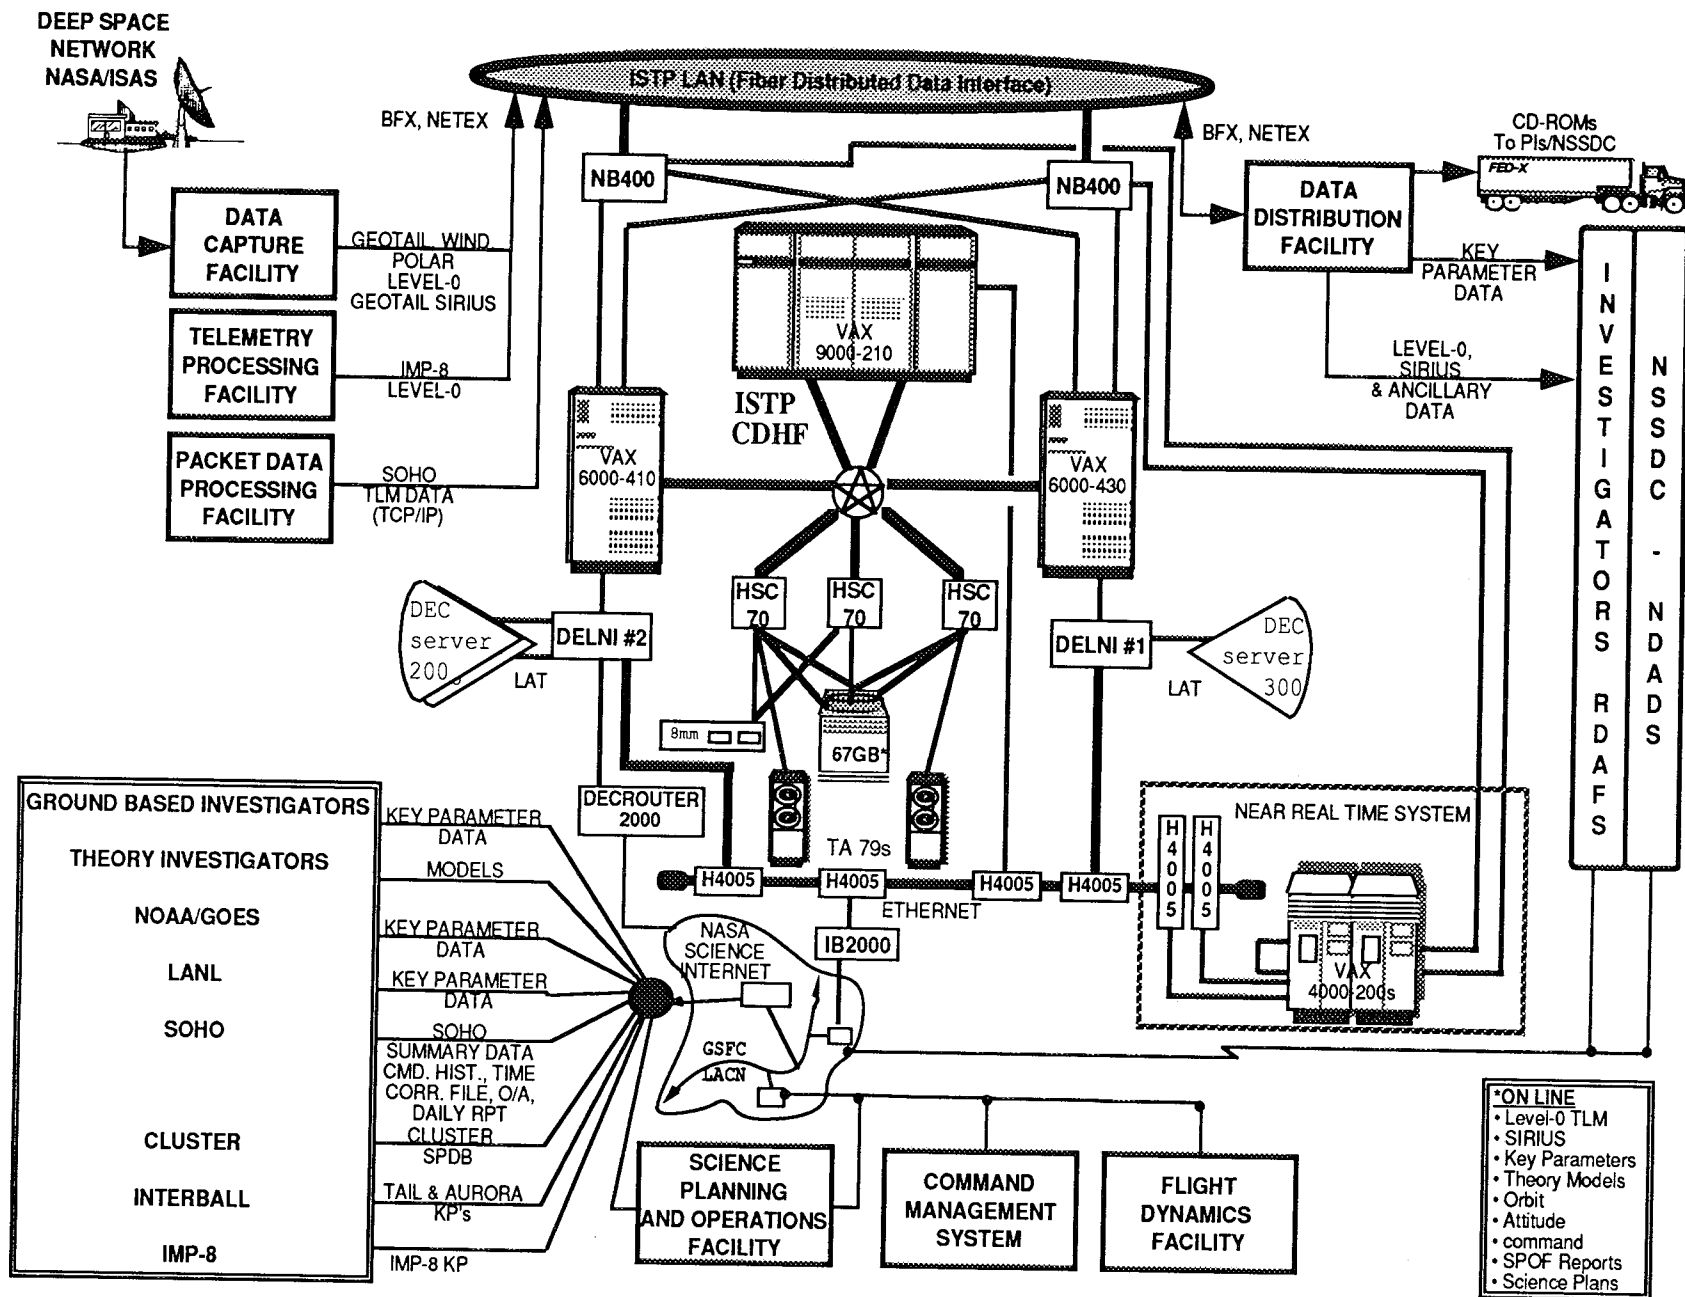 DEEP SPACE
NETWORK
NASA/ISAS
ISTP LAN (Fiber Distributed Data Interface)
BFX, NETEX
BFX, NETEX
CD-ROMs
To PIs/NSSDC
FED-X
NB400
NB400
DATA
CAPTURE
FACILITY
GEOTAIL WIND
POLAR
LEVEL-0
GEOTAIL SIRIUS
DATA
DISTRIBUTION
FACILITY
KEY
PARAMETER
DATA
TELEMETRY
PROCESSING
FACILITY
IMP-8
LEVEL-0
VAX
9000-210
LEVEL-0,
SIRIUS
& ANCILLARY
DATA
ISTP
CDHF
PACKET DATA
PROCESSING
FACILITY
SOHO
TLM DATA
(TCP/IP)
VAX
6000-410
VAX
6000-430
INVESTIGATORS RDAFS
NSSDC - NDADS
HSC
70
HSC
70
HSC
70
DEC
server
200
DELNI #2
LAT
DELNI #1
LAT
DEC
server
300
8mm
67GB*
DECROUTER
2000
TA 79s
NEAR REAL TIME SYSTEM
H4005
H4005
H4005
H4005
H4005
H4005
ETHERNET
IB2000
VAX
4000-200s
NASA
SCIENCE
INTERNET
GSFC
LACN
GROUND BASED INVESTIGATORS
KEY PARAMETER
DATA
THEORY INVESTIGATORS
MODELS
NOAA/GOES
KEY PARAMETER
DATA
LANL
KEY PARAMETER
DATA
SOHO
SOHO
SUMMARY DATA
CMD. HIST., TIME
CORR. FILE, O/A,
DAILY RPT
CLUSTER
CLUSTER
SPDB
INTERBALL
TAIL & AURORA
KP's
IMP-8
IMP-8 KP
SCIENCE
PLANNING
AND OPERATIONS
FACILITY
COMMAND
MANAGEMENT
SYSTEM
FLIGHT
DYNAMICS
FACILITY
*ON LINE
• Level-0 TLM
• SIRIUS
• Key Parameters
• Theory Models
• Orbit
• Attitude
• command
• SPOF Reports
• Science Plans